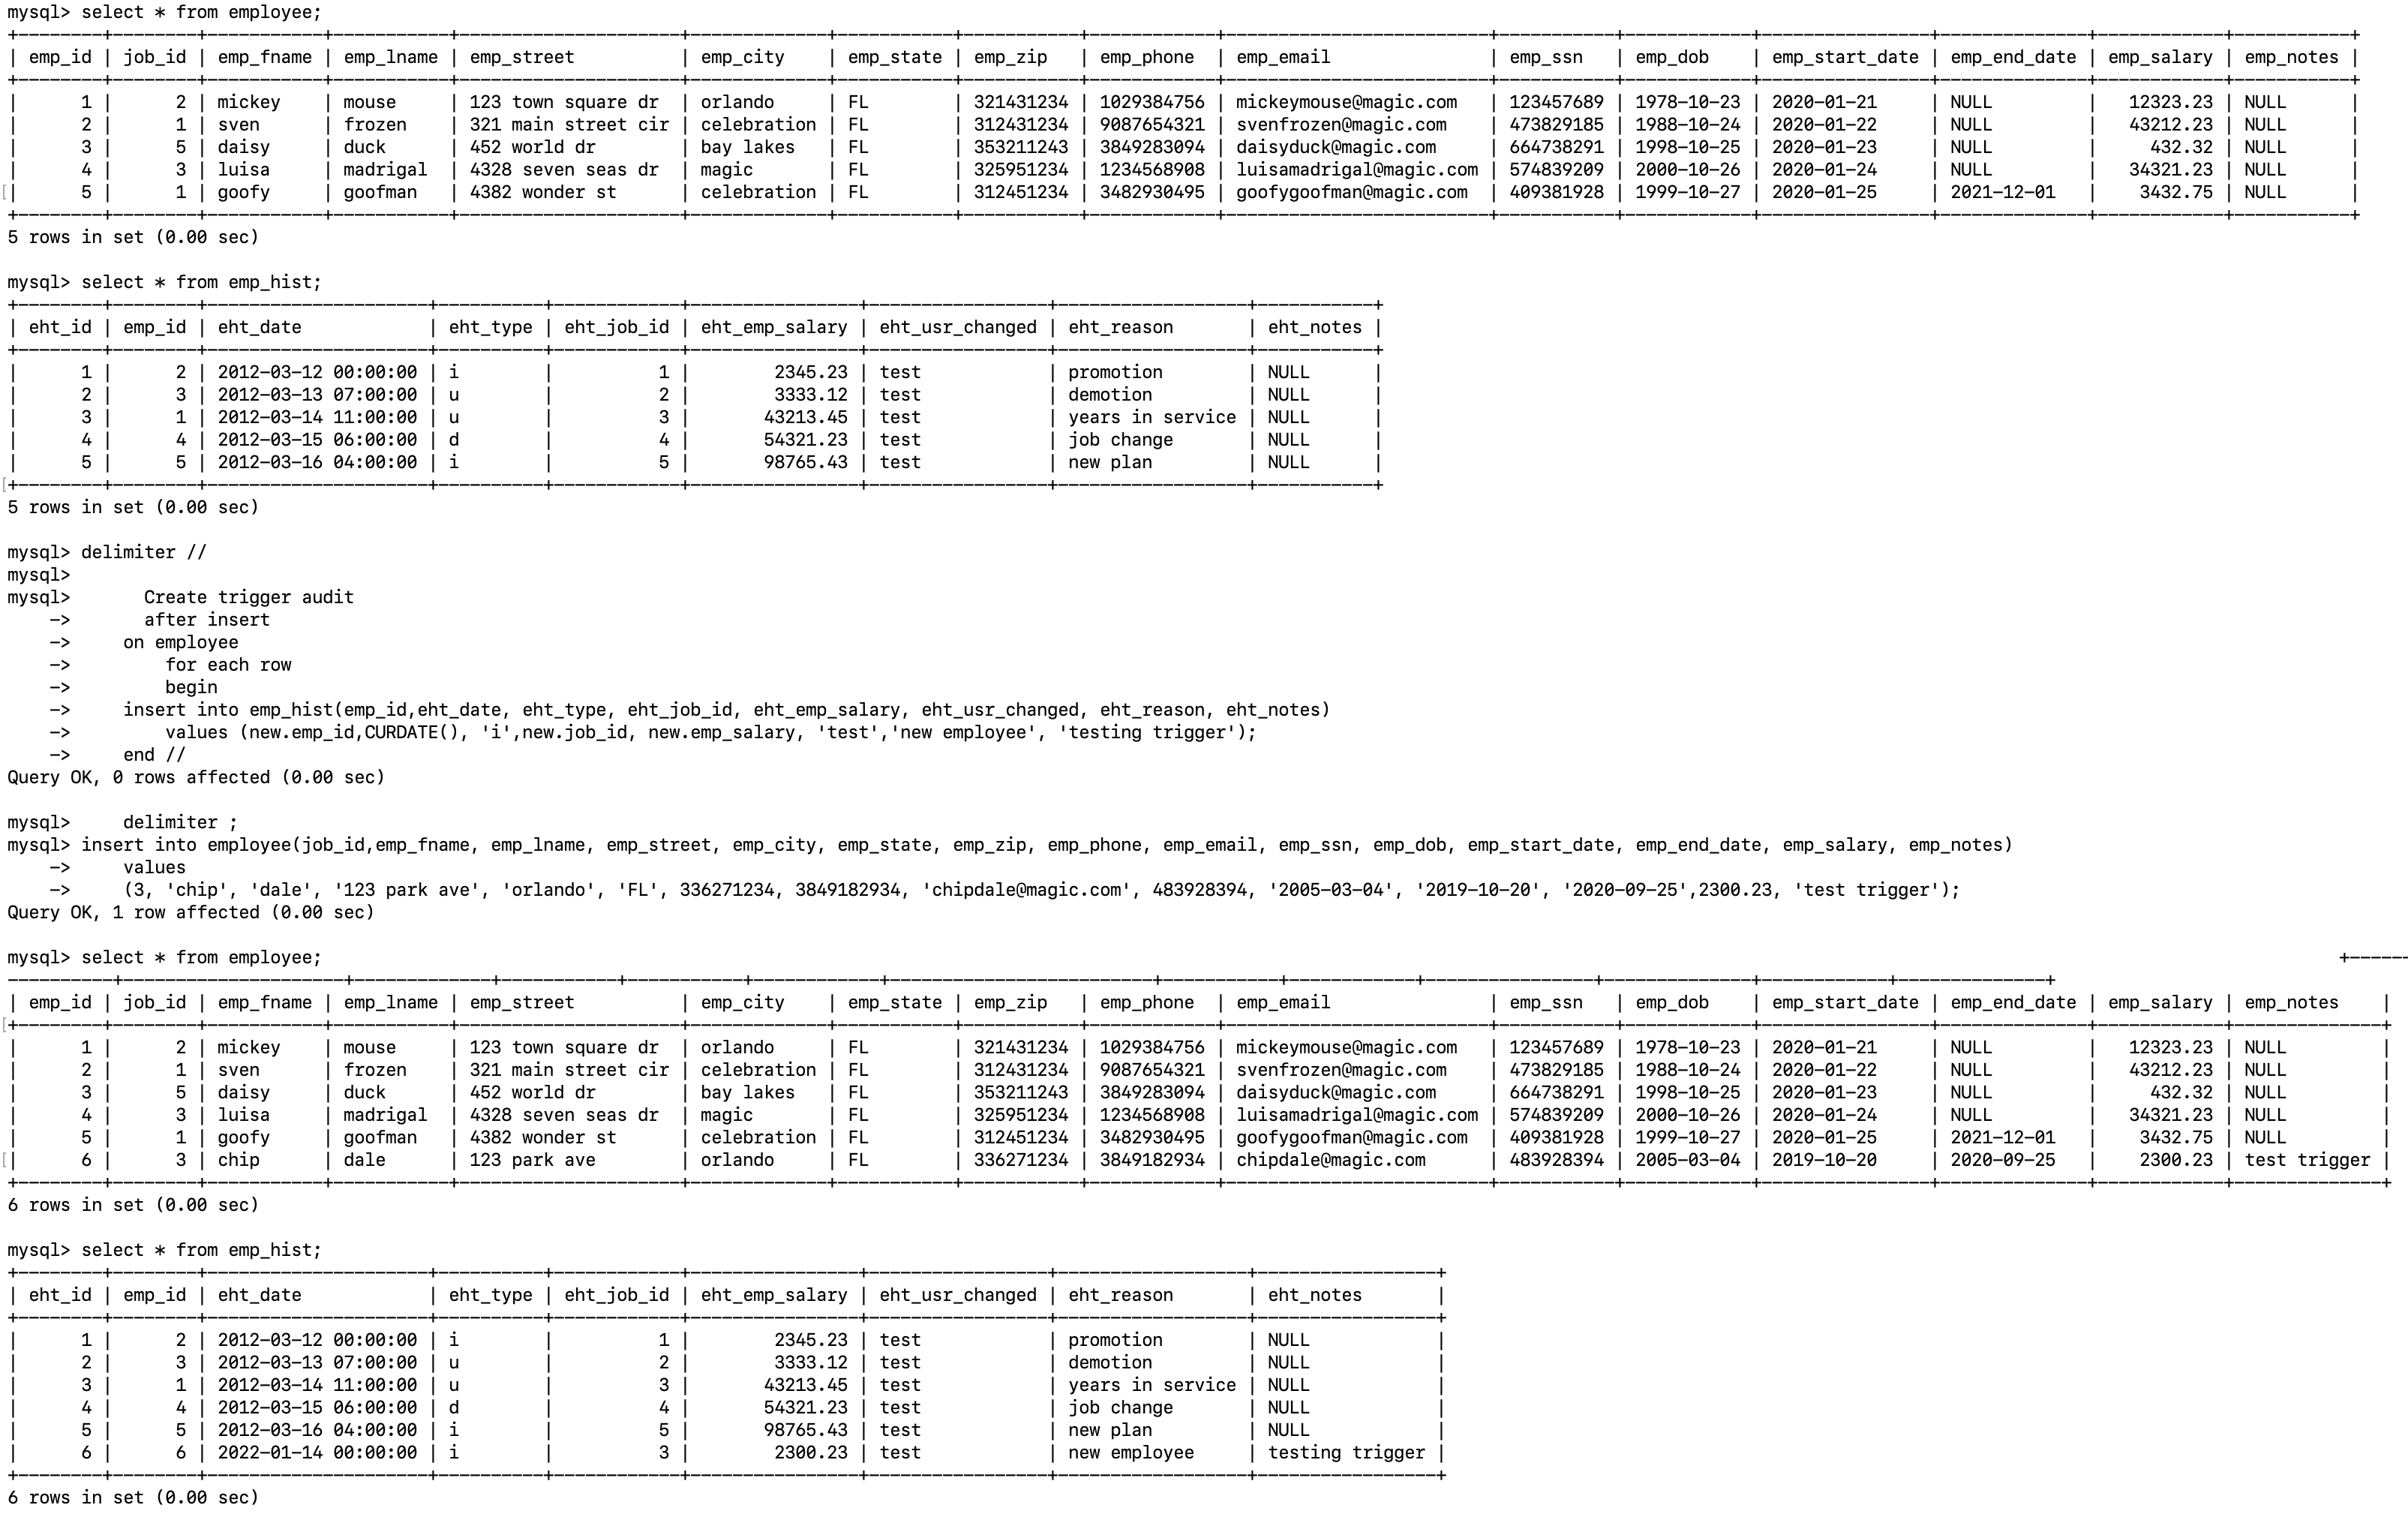 mysql> select * from employee;
+--------+--------+-----------+-----------+---------------------+-------------+-----------+-----------+------------+-------------------------+-----------+------------+----------------+--------------+------------+-----------+
| emp_id | job_id | emp_fname | emp_lname | emp_street          | emp_city    | emp_state | emp_zip   | emp_phone  | emp_email               | emp_ssn   | emp_dob    | emp_start_date | emp_end_date | emp_salary | emp_notes |
+--------+--------+-----------+-----------+---------------------+-------------+-----------+-----------+------------+-------------------------+-----------+------------+----------------+--------------+------------+-----------+
|      1 |      2 | mickey    | mouse     | 123 town square dr  | orlando     | FL        | 321431234 | 1029384756 | mickeymouse@magic.com   | 123457689 | 1978-10-23 | 2020-01-21     | NULL         |   12323.23 | NULL      |
|      2 |      1 | sven      | frozen    | 321 main street cir | celebration | FL        | 312431234 | 9087654321 | svenfrozen@magic.com    | 473829185 | 1988-10-24 | 2020-01-22     | NULL         |   43212.23 | NULL      |
|      3 |      5 | daisy     | duck      | 452 world dr        | bay lakes   | FL        | 353211243 | 3849283094 | daisyduck@magic.com     | 664738291 | 1998-10-25 | 2020-01-23     | NULL         |     432.32 | NULL      |
|      4 |      3 | luisa     | madrigal  | 4328 seven seas dr  | magic       | FL        | 325951234 | 1234568908 | luisamadrigal@magic.com | 574839209 | 2000-10-26 | 2020-01-24     | NULL         |   34321.23 | NULL      |
|      5 |      1 | goofy     | goofman   | 4382 wonder st      | celebration | FL        | 312451234 | 3482930495 | goofygoofman@magic.com  | 409381928 | 1999-10-27 | 2020-01-25     | 2021-12-01   |    3432.75 | NULL      |
+--------+--------+-----------+-----------+---------------------+-------------+-----------+-----------+------------+-------------------------+-----------+------------+----------------+--------------+------------+-----------+
5 rows in set (0.00 sec)

mysql> select * from emp_hist;
+--------+--------+---------------------+----------+------------+----------------+-----------------+------------------+-----------+
| eht_id | emp_id | eht_date            | eht_type | eht_job_id | eht_emp_salary | eht_usr_changed | eht_reason       | eht_notes |
+--------+--------+---------------------+----------+------------+----------------+-----------------+------------------+-----------+
|      1 |      2 | 2012-03-12 00:00:00 | i        |          1 |        2345.23 | test            | promotion        | NULL      |
|      2 |      3 | 2012-03-13 07:00:00 | u        |          2 |        3333.12 | test            | demotion         | NULL      |
|      3 |      1 | 2012-03-14 11:00:00 | u        |          3 |       43213.45 | test            | years in service | NULL      |
|      4 |      4 | 2012-03-15 06:00:00 | d        |          4 |       54321.23 | test            | job change       | NULL      |
|      5 |      5 | 2012-03-16 04:00:00 | i        |          5 |       98765.43 | test            | new plan         | NULL      |
+--------+--------+---------------------+----------+------------+----------------+-----------------+------------------+-----------+
5 rows in set (0.00 sec)

mysql> delimiter //
mysql>
mysql>       Create trigger audit
    ->       after insert
    ->     on employee
    ->         for each row
    ->         begin
    ->     insert into emp_hist(emp_id,eht_date, eht_type, eht_job_id, eht_emp_salary, eht_usr_changed, eht_reason, eht_notes)
    ->         values (new.emp_id,CURDATE(), 'i',new.job_id, new.emp_salary, 'test','new employee', 'testing trigger');
    ->     end //
Query OK, 0 rows affected (0.00 sec)

mysql>     delimiter ;
mysql> insert into employee(job_id,emp_fname, emp_lname, emp_street, emp_city, emp_state, emp_zip, emp_phone, emp_email, emp_ssn, emp_dob, emp_start_date, emp_end_date, emp_salary, emp_notes)
    ->     values
    ->     (3, 'chip', 'dale', '123 park ave', 'orlando', 'FL', 336271234, 3849182934, 'chipdale@magic.com', 483928394, '2005-03-04', '2019-10-20', '2020-09-25',2300.23, 'test trigger');
Query OK, 1 row affected (0.00 sec)

mysql> select * from employee;
| emp_id | job_id | emp_fname | emp_lname | emp_street          | emp_city    | emp_state | emp_zip   | emp_phone  | emp_email               | emp_ssn   | emp_dob    | emp_start_date | emp_end_date | emp_salary | emp_notes    |
+--------+--------+-----------+-----------+---------------------+-------------+-----------+-----------+------------+-------------------------+-----------+------------+----------------+--------------+------------+--------------+
|      1 |      2 | mickey    | mouse     | 123 town square dr  | orlando     | FL        | 321431234 | 1029384756 | mickeymouse@magic.com   | 123457689 | 1978-10-23 | 2020-01-21     | NULL         |   12323.23 | NULL         |
|      2 |      1 | sven      | frozen    | 321 main street cir | celebration | FL        | 312431234 | 9087654321 | svenfrozen@magic.com    | 473829185 | 1988-10-24 | 2020-01-22     | NULL         |   43212.23 | NULL         |
|      3 |      5 | daisy     | duck      | 452 world dr        | bay lakes   | FL        | 353211243 | 3849283094 | daisyduck@magic.com     | 664738291 | 1998-10-25 | 2020-01-23     | NULL         |     432.32 | NULL         |
|      4 |      3 | luisa     | madrigal  | 4328 seven seas dr  | magic       | FL        | 325951234 | 1234568908 | luisamadrigal@magic.com | 574839209 | 2000-10-26 | 2020-01-24     | NULL         |   34321.23 | NULL         |
|      5 |      1 | goofy     | goofman   | 4382 wonder st      | celebration | FL        | 312451234 | 3482930495 | goofygoofman@magic.com  | 409381928 | 1999-10-27 | 2020-01-25     | 2021-12-01   |    3432.75 | NULL         |
|      6 |      3 | chip      | dale      | 123 park ave        | orlando     | FL        | 336271234 | 3849182934 | chipdale@magic.com      | 483928394 | 2005-03-04 | 2019-10-20     | 2020-09-25   |    2300.23 | test trigger |
+--------+--------+-----------+-----------+---------------------+-------------+-----------+-----------+------------+-------------------------+-----------+------------+----------------+--------------+------------+--------------+
6 rows in set (0.00 sec)

mysql> select * from emp_hist;
+--------+--------+---------------------+----------+------------+----------------+-----------------+------------------+-----------------+
| eht_id | emp_id | eht_date            | eht_type | eht_job_id | eht_emp_salary | eht_usr_changed | eht_reason       | eht_notes       |
+--------+--------+---------------------+----------+------------+----------------+-----------------+------------------+-----------------+
|      1 |      2 | 2012-03-12 00:00:00 | i        |          1 |        2345.23 | test            | promotion        | NULL            |
|      2 |      3 | 2012-03-13 07:00:00 | u        |          2 |        3333.12 | test            | demotion         | NULL            |
|      3 |      1 | 2012-03-14 11:00:00 | u        |          3 |       43213.45 | test            | years in service | NULL            |
|      4 |      4 | 2012-03-15 06:00:00 | d        |          4 |       54321.23 | test            | job change       | NULL            |
|      5 |      5 | 2012-03-16 04:00:00 | i        |          5 |       98765.43 | test            | new plan         | NULL            |
|      6 |      6 | 2022-01-14 00:00:00 | i        |          3 |        2300.23 | test            | new employee     | testing trigger |
+--------+--------+---------------------+----------+------------+----------------+-----------------+------------------+-----------------+
6 rows in set (0.00 sec)